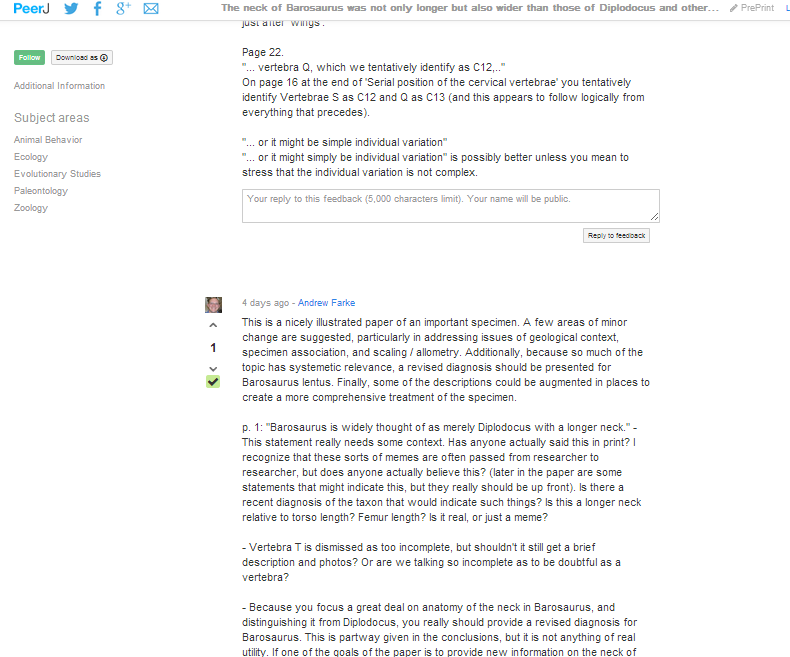 PeerJ
The neck of Barosaurus was not only longer but also wider than those of Diplodocus and other...
PrePrint
L
just after 'wings'.
Follow
Download as
Additional Information
Subject areas
Animal Behavior
Ecology
Evolutionary Studies
Paleontology
Zoology
Page 22.
"... vertebra Q, which we tentatively identify as C12,.."
On page 16 at the end of 'Serial position of the cervical vertebrae' you tentatively
identify Vertebrae S as C12 and Q as C13 (and this appears to follow logically from
everything that precedes).
"... or it might be simple individual variation"
"... or it might simply be individual variation" is possibly better unless you mean to
stress that the individual variation is not complex.
Your reply to this feedback (5,000 characters limit). Your name will be public.
Reply to feedback
4 days ago - Andrew Farke
1
This is a nicely illustrated paper of an important specimen. A few areas of minor
change are suggested, particularly in addressing issues of geological context,
specimen association, and scaling / allometry. Additionally, because so much of the
topic has systemetic relevance, a revised diagnosis should be presented for
Barosaurus lentus. Finally, some of the descriptions could be augmented in places to
create a more comprehensive treatment of the specimen.
p. 1: "Barosaurus is widely thought of as merely Diplodocus with a longer neck." -
This statement really needs some context. Has anyone actually said this in print? I
recognize that these sorts of memes are often passed from researcher to
researcher, but does anyone actually believe this? (later in the paper are some
statements that might indicate this, but they really should be up front). Is there a
recent diagnosis of the taxon that would indicate such things? Is this a longer neck
relative to torso length? Femur length? Is it real, or just a meme?
- Vertebra T is dismissed as too incomplete, but shouldn't it still get a brief
description and photos? Or are we talking so incomplete as to be doubtful as a
vertebra?
- Because you focus a great deal on anatomy of the neck in Barosaurus, and
distinguishing it from Diplodocus, you really should provide a revised diagnosis for
Barosaurus. This is partway given in the conclusions, but it is not anything of real
utility. If one of the goals of the paper is to provide new information on the neck of